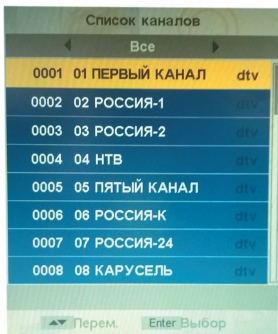 Список каналов
Все
0001 01 ПЕРВЫЙ КАНАЛ dtv
0002 02 РОССИЯ-1 dtv
0003 03 РОССИЯ-2 dtv
0004 04 НТВ dtv
0005 05 ПЯТЫЙ КАНАЛ dtv
0006 06 РОССИЯ-К dtv
0007 07 РОССИЯ-24 dtv
0008 08 КАРУСЕЛЬ dtv
Перем. Enter Выбор